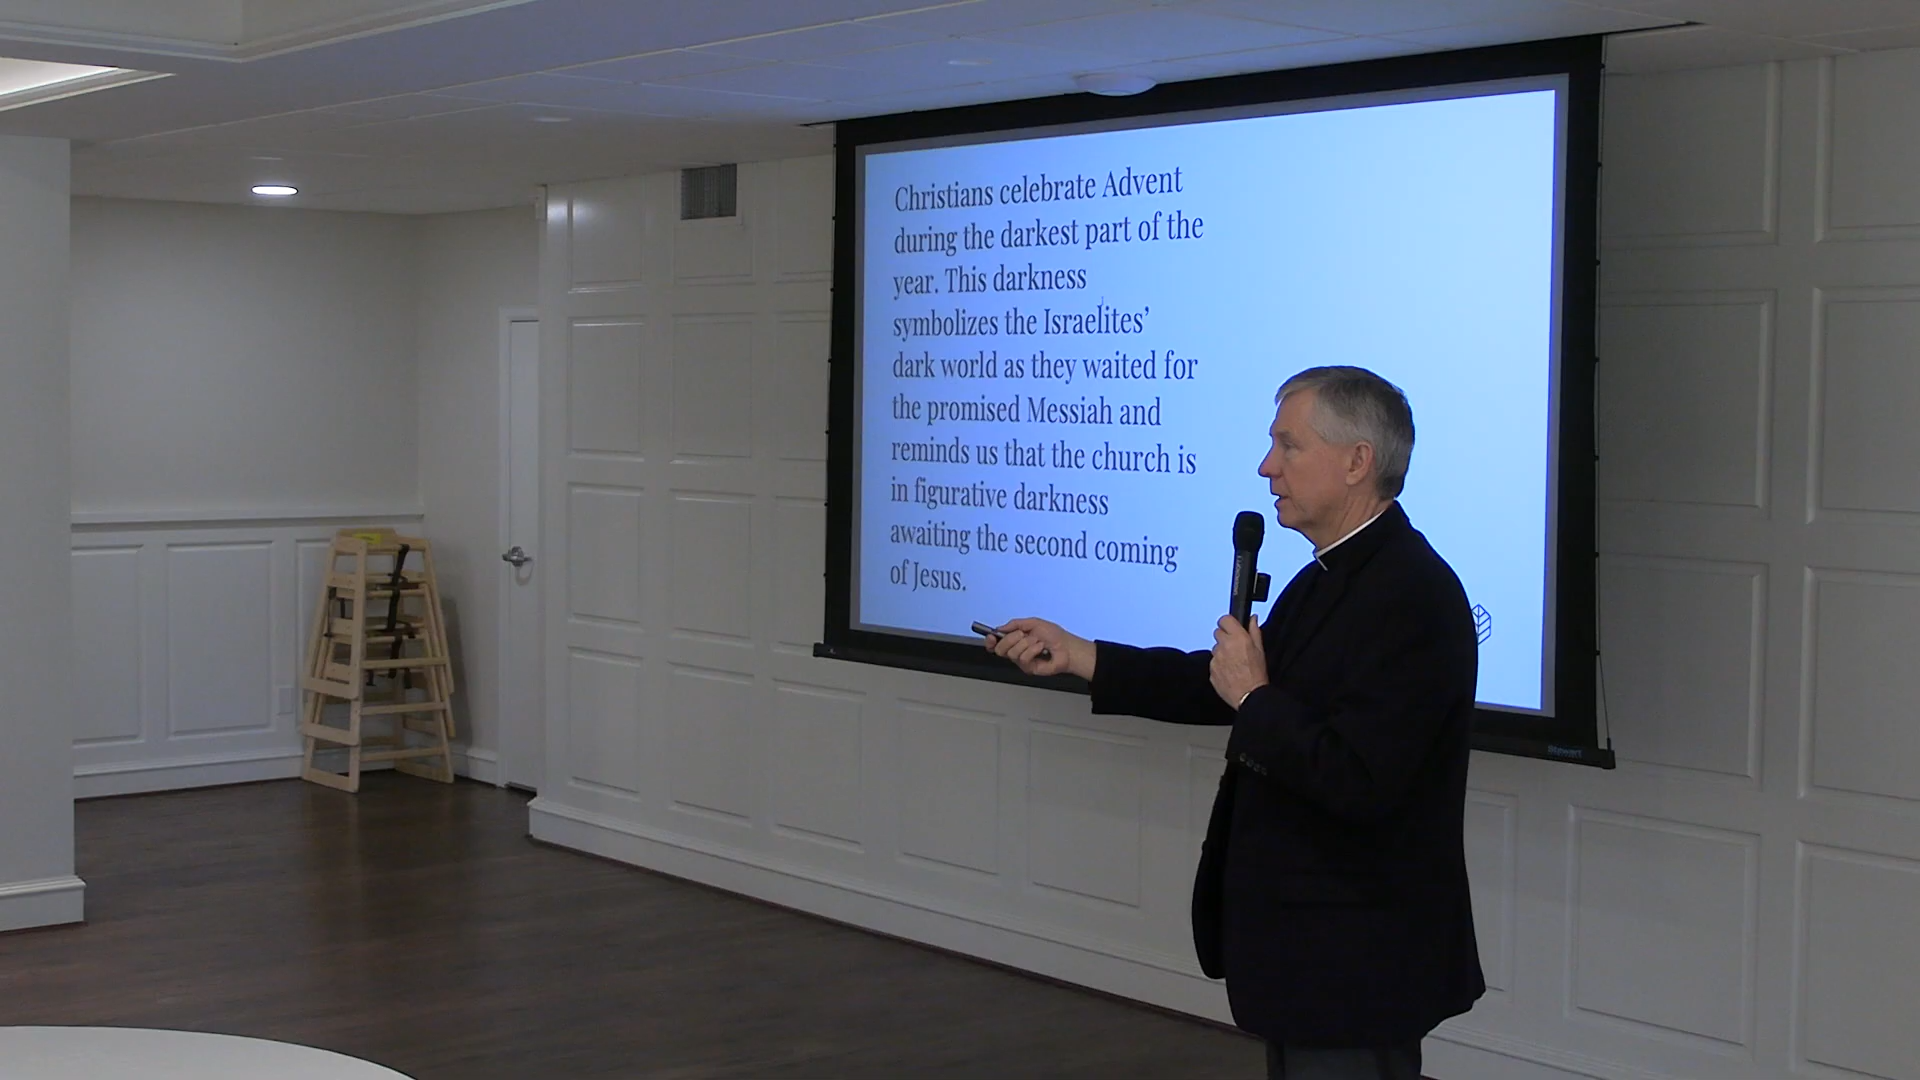 Christians celebrate Advent
during the darkest part of the
year. This darkness
symbolizes the Israelites’
dark world as they waited for
the promised Messiah and
reminds us that the church is
in figurative darkness
awaiting the second coming
of Jesus.
Stewart